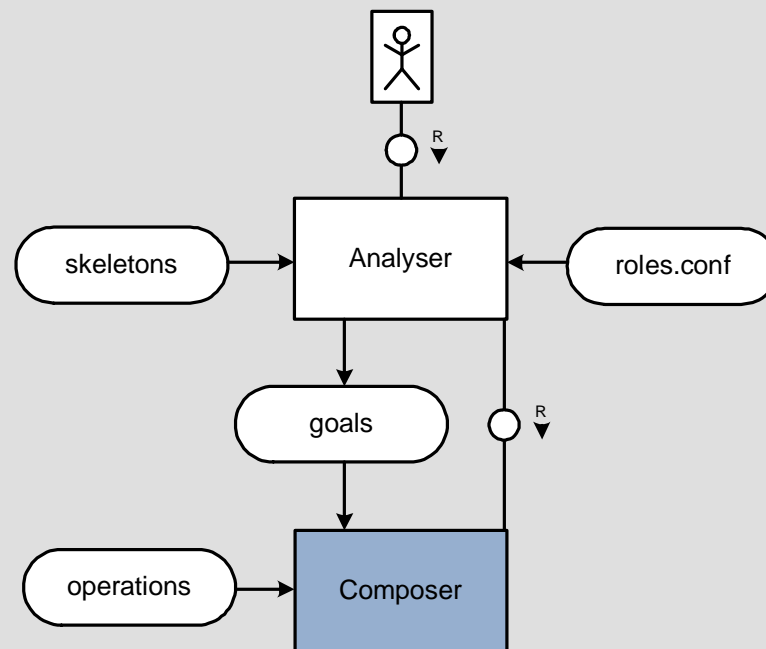 R
skeletons
Analyser
roles.conf
goals
R
operations
Composer